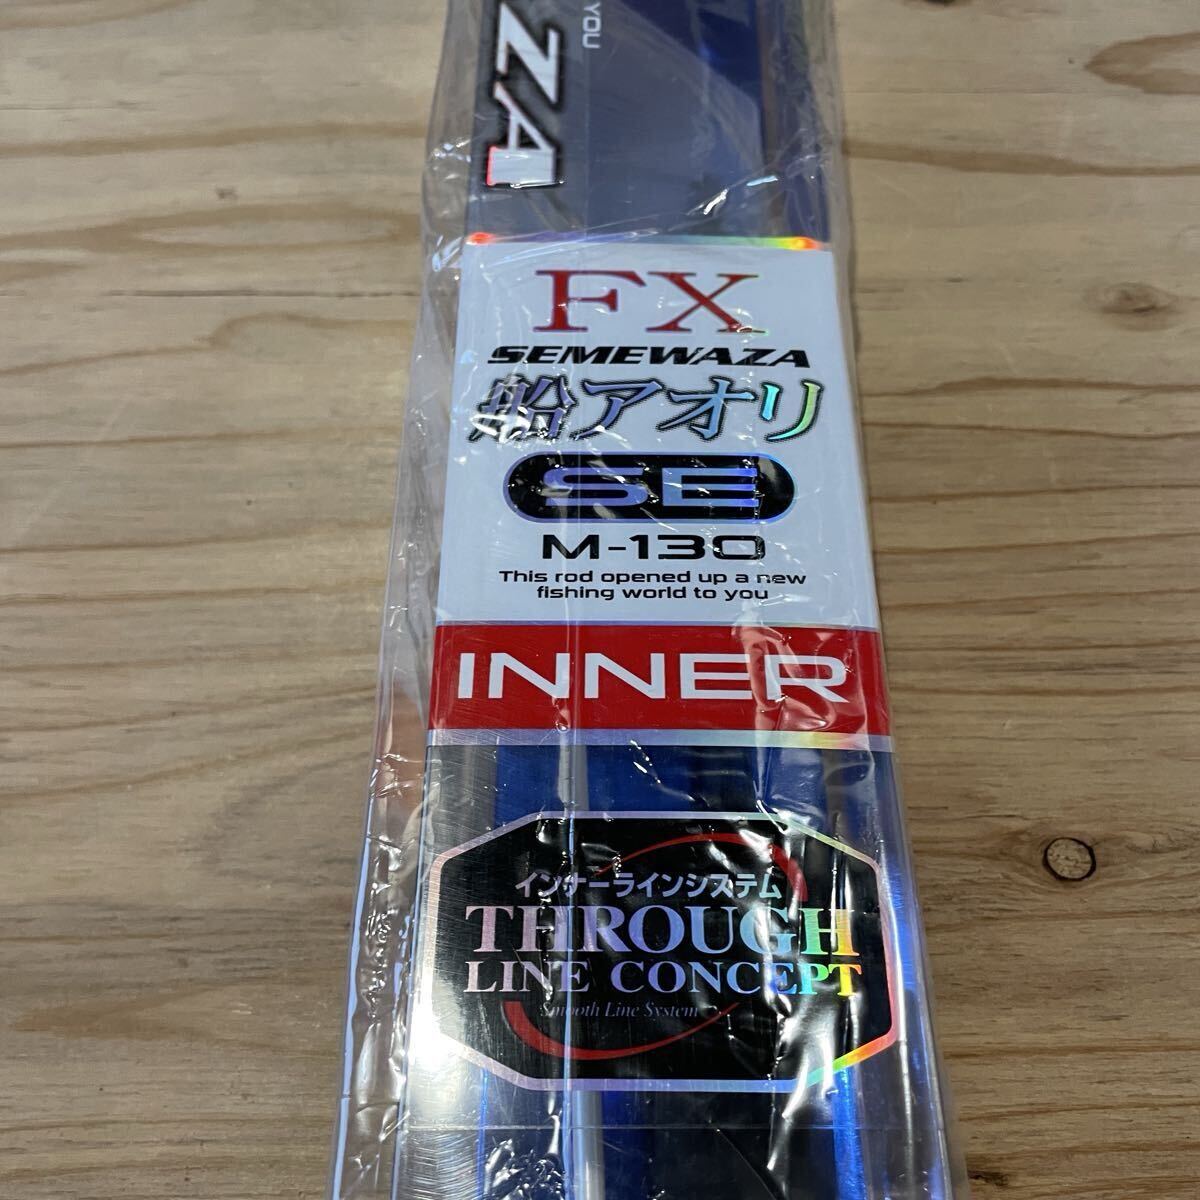 YOU
ZA
FX
SEMEWAZA
船アオリ
SE
M-130
This rod opened up a new
fishing world to you
INNER
インナーラインシステム
THROUGH
LINE CONCEPT
Smooth Line System